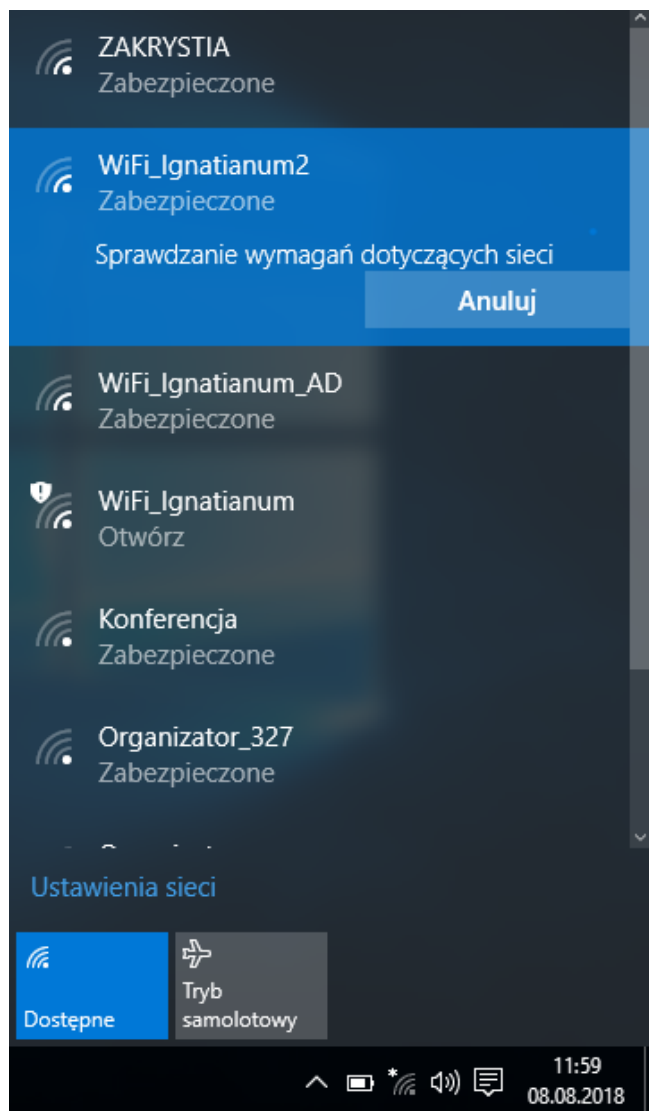 ZAKRYSTIA
Zabezpieczone
WiFi_Ignatianum2
Zabezpieczone
Sprawdzanie wymagań dotyczących sieci
Anuluj
WiFi_Ignatianum_AD
Zabezpieczone
WiFi_Ignatianum
Otwórz
Konferencja
Zabezpieczone
Organizator_327
Zabezpieczone
Ustawienia sieci
Dostępne
Tryb
samolotowy
11:59
08.08.2018